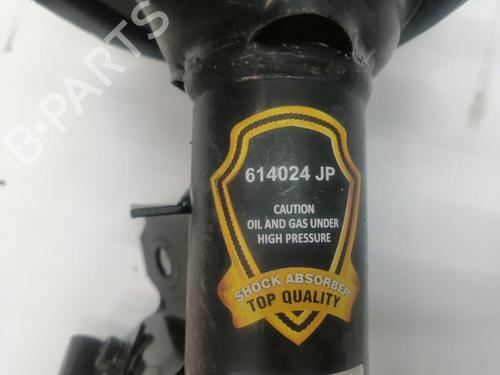 B-PARTS
614024 JP
CAUTION
OIL AND GAS UNDER
HIGH PRESSURE
SHOCK ABSORBER
TOP QUALITY